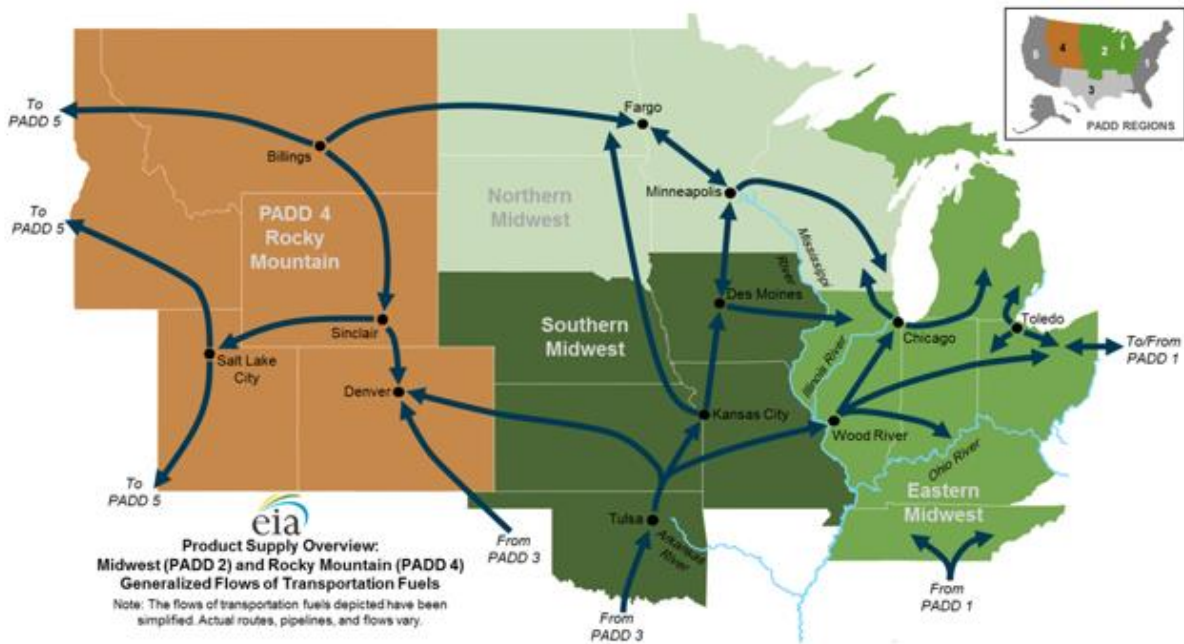 To
PADD 5
Billings
Fargo
Minneapolis
PADD REGIONS
5
4
2
3
1
To
PADD 5
PADD 4
Rocky
Mountain
Northern
Midwest
Mississippi
River
Sinclair
Salt Lake
City
Denver
Southern
Midwest
Des Moines
Chicago
Toledo
To/From
PADD 1
Illinois River
Kansas City
Wood River
Ohio River
Eastern
Midwest
To
PADD 5
Tulsa
Arkansas River
From
PADD 3
From
PADD 3
From
PADD 1
eia
Product Supply Overview:
Midwest (PADD 2) and Rocky Mountain (PADD 4)
Generalized Flows of Transportation Fuels
Note: The flows of transportation fuels depicted have been
simplified. Actual routes, pipelines, and flows vary.